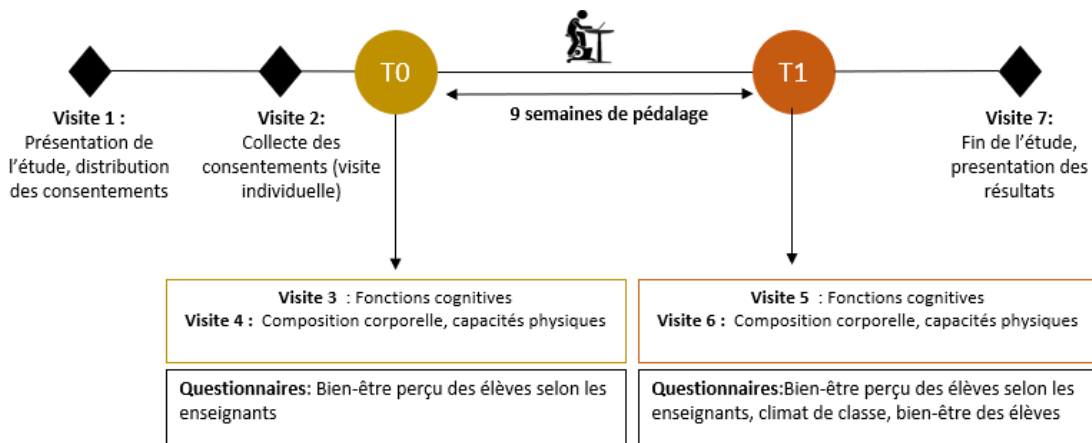 T0
T1
Visite 1 :
Présentation de
l'étude, distribution
des consentements
Visite 2:
Collecte des
consentements (visite
individuelle)
9 semaines de pédalage
Visite 7:
Fin de l'étude,
presentation des
résultats
Visite 3 : Fonctions cognitives
Visite 4 : Composition corporelle, capacités physiques
Visite 5 : Fonctions cognitives
Visite 6 : Composition corporelle, capacités physiques
Questionnaires: Bien-être perçu des élèves selon les
enseignants
Questionnaires:Bien-être perçu des élèves selon les
enseignants, climat de classe, bien-être des élèves